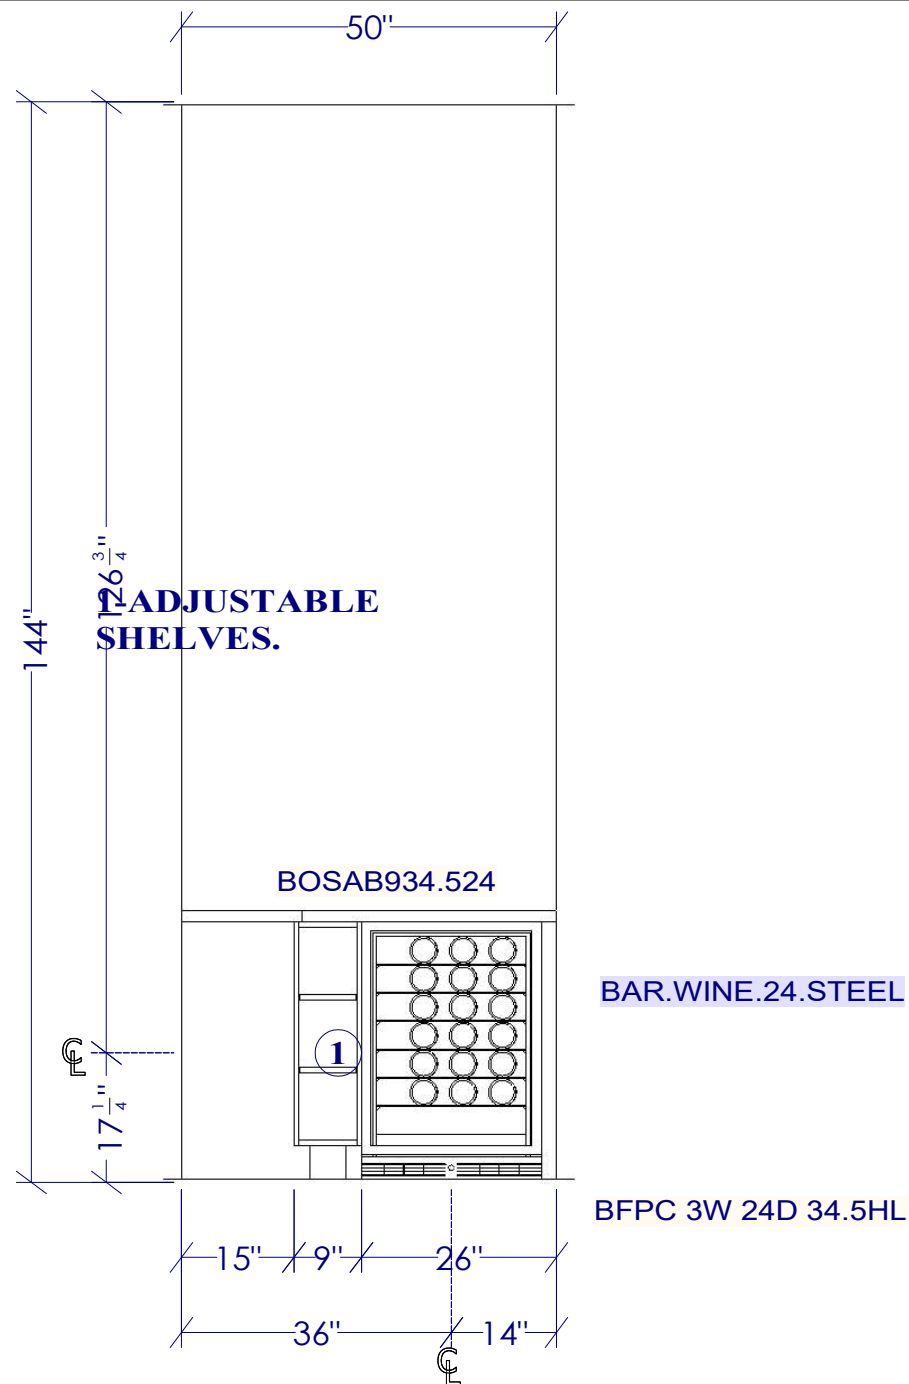 50"
144"
126 3/4"
1-ADJUSTABLE
SHELVES.
BOSAB934.524
BAR.WINE.24.STEEL
1
CL
17 1/4"
BFPC 3W 24D 34.5HL
15"
9"
26"
36"
14"
CL